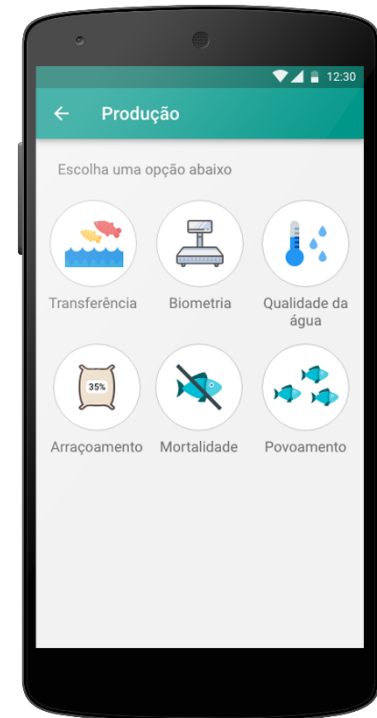 12:30
Produção
Escolha uma opção abaixo
Transferência
Biometria
Qualidade da
água
35%
Arraçoamento
Mortalidade
Povoamento